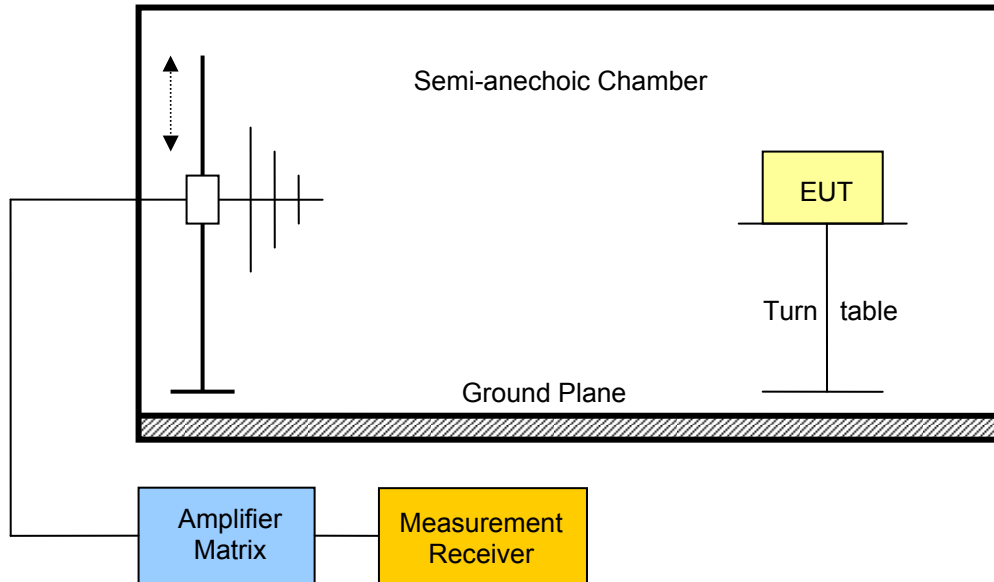 Semi-anechoic Chamber
EUT
Turn table
Ground Plane
Amplifier
Matrix
Measurement
Receiver